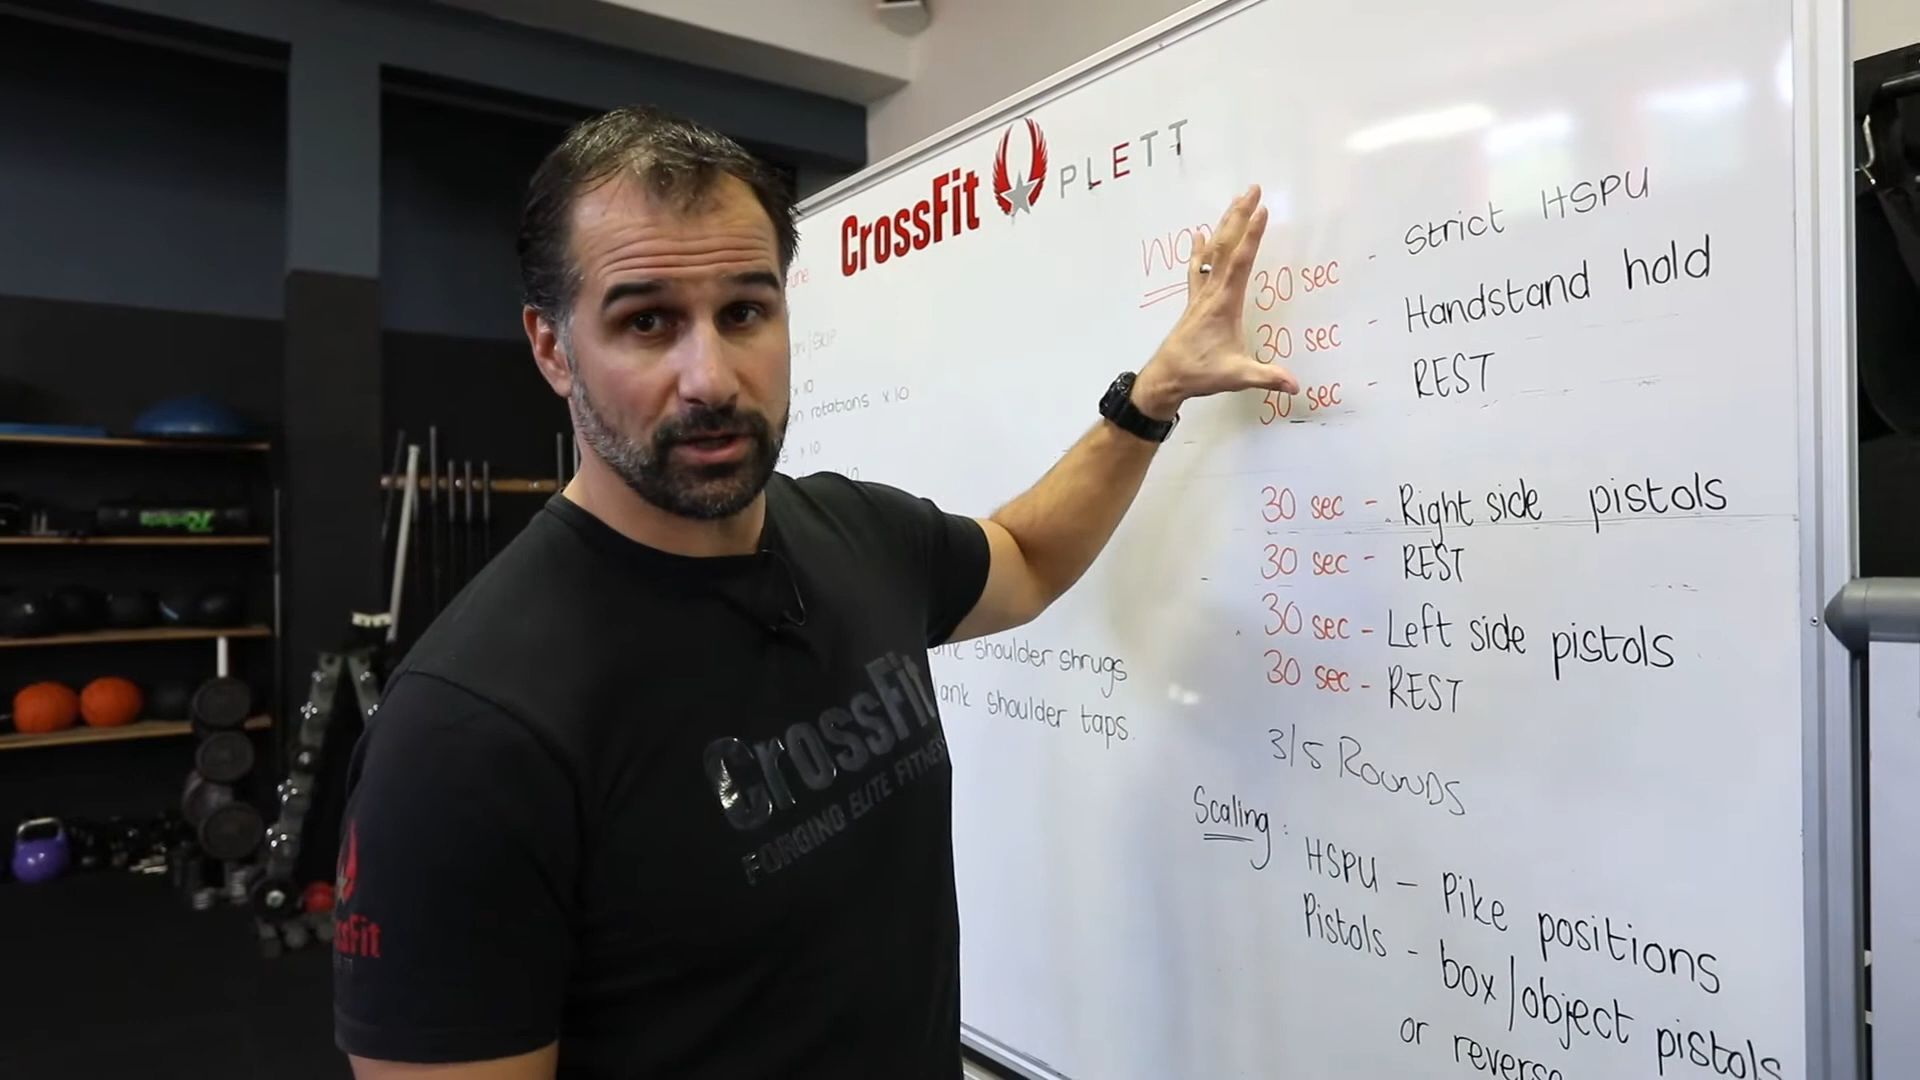 CrossFit PLETT
rotations x 10
x 10
shoulder shrugs
shoulder taps.
30 sec - Strict HSPU
30 sec - Handstand hold
30 sec - REST
30 sec - Right side pistols
30 sec - REST
30 sec - Left side pistols
30 sec - REST
3/5 ROUNDS
Scaling: HSPU - Pike positions
Pistols - box/object pistols
or reverse
CrossFit
FORGING ELITE FITNESS